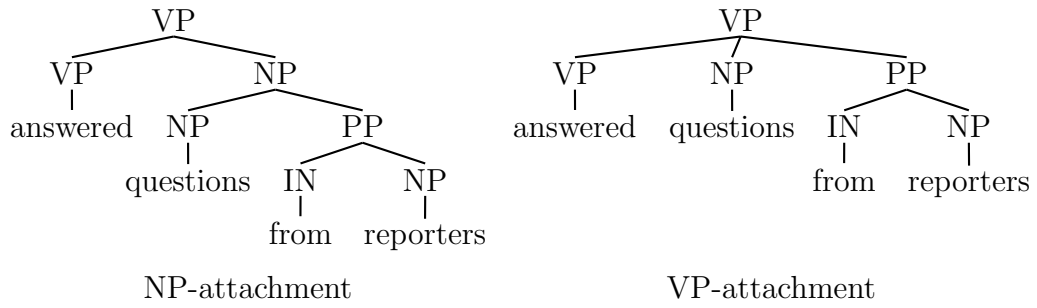 VP VP
VP NP VP NP PP
answered NP PP answered questions IN NP
questions IN NP from reporters
from reporters
NP-attachment VP-attachment